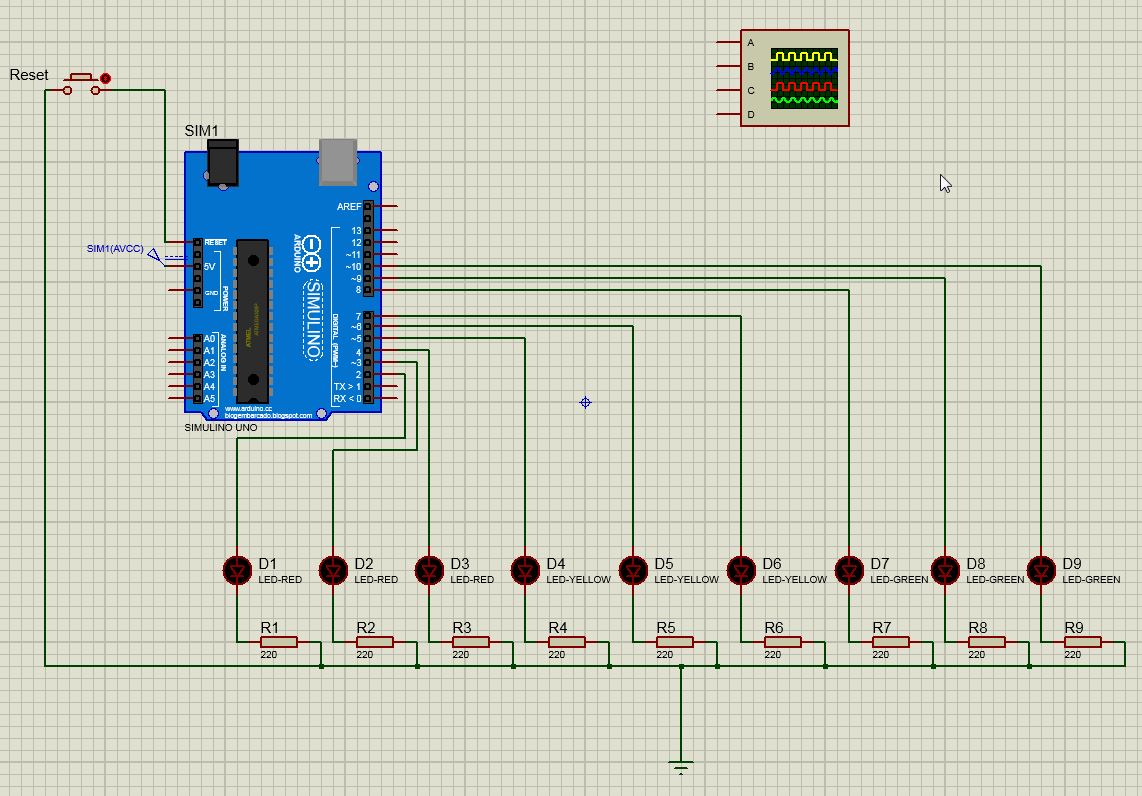 Reset
SIM1
A
B
C
D
SIM1(AVCC)
RESET
5V
GND
POWER
A0
A1
A2
A3
A4
A5
ANALOG IN
ARDUINO
SIMULINO
AREF
13
12
~11
~10
~9
8
7
~6
~5
4
~3
2
TX > 1
RX < 0
DIGITAL (PWM~)
www.arduino.cc
blogembarcado.blogspot.com
SIMULINO UNO
D1
LED-RED
D2
LED-RED
D3
LED-RED
D4
LED-YELLOW
D5
LED-YELLOW
D6
LED-YELLOW
D7
LED-GREEN
D8
LED-GREEN
D9
LED-GREEN
R1
220
R2
220
R3
220
R4
220
R5
220
R6
220
R7
220
R8
220
R9
220